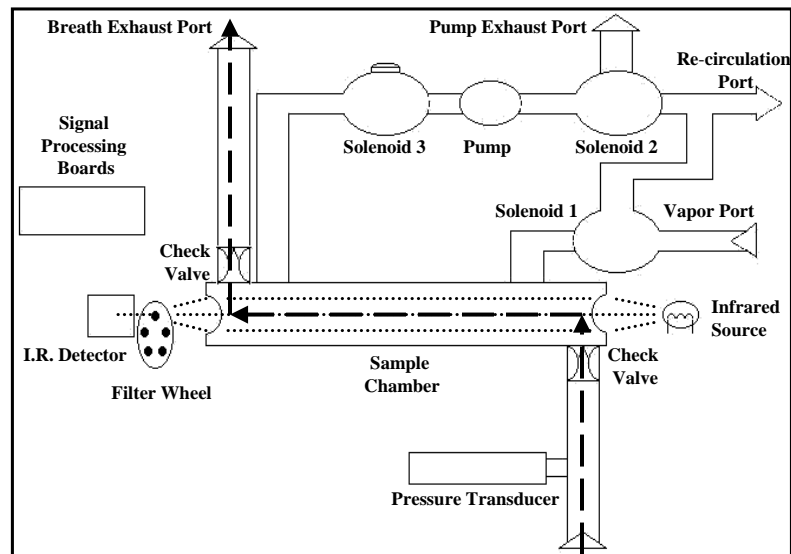 Breath Exhaust Port
Pump Exhaust Port
Re-circulation
Port
Signal
Processing
Boards
Solenoid 3
Pump
Solenoid 2
Solenoid 1
Vapor Port
Check
Valve
Infrared
Source
I.R. Detector
Sample
Chamber
Check
Valve
Filter Wheel
Pressure Transducer